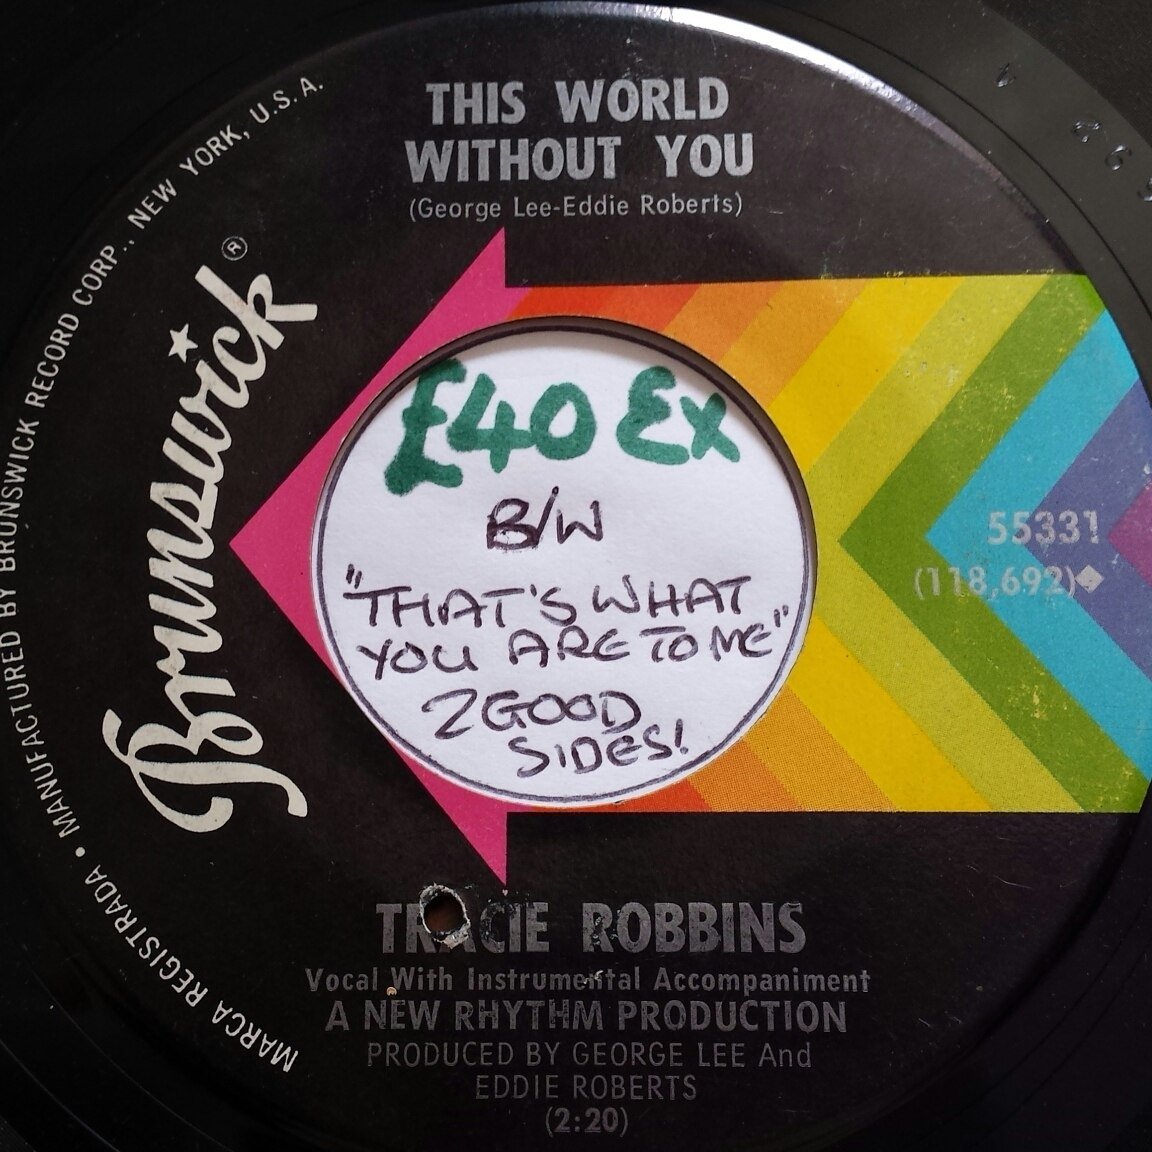 THIS WORLD
WITHOUT YOU
(George Lee-Eddie Roberts)
MARCA REGISTRADA • MANUFACTURED BY BRUNSWICK RECORD CORP., NEW YORK, U.S.A.
Brunswick®
£40 Ex
B/W
"THAT'S WHAT
YOU ARE TO ME"
2 GOOD
SIDES!
55331
(118,692)◆
TRACIE ROBBINS
Vocal With Instrumental Accompaniment
A NEW RHYTHM PRODUCTION
PRODUCED BY GEORGE LEE And
EDDIE ROBERTS
(2:20)